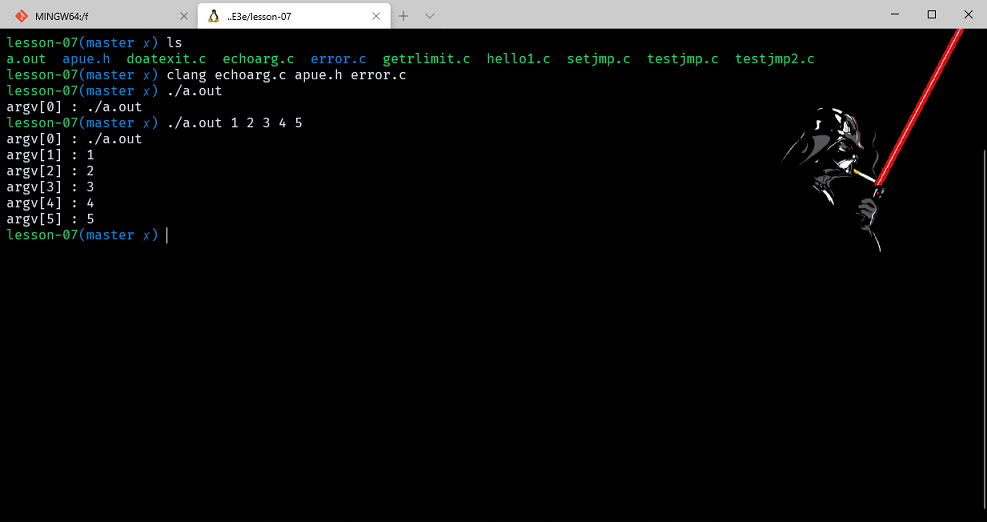 MINGW64:/f
..E3e/lesson-07
lesson-07(master x) ls
a.out  apue.h  doatexit.c  echoarg.c  error.c  getrlimit.c  hello1.c  setjmp.c  testjmp.c  testjmp2.c
lesson-07(master x) clang echoarg.c apue.h error.c
lesson-07(master x) ./a.out
argv[0] : ./a.out
lesson-07(master x) ./a.out 1 2 3 4 5
argv[0] : ./a.out
argv[1] : 1
argv[2] : 2
argv[3] : 3
argv[4] : 4
argv[5] : 5
lesson-07(master x)